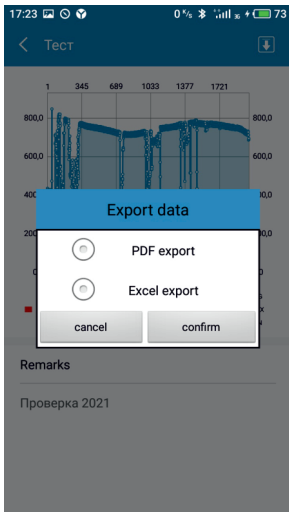 17:23 0 K/s 3G 73
Тест
1 345 689 1033 1377 1721
800,0 800,0
600,0 600,0
Export data
PDF export
Excel export
cancel confirm
Remarks
Проверка 2021